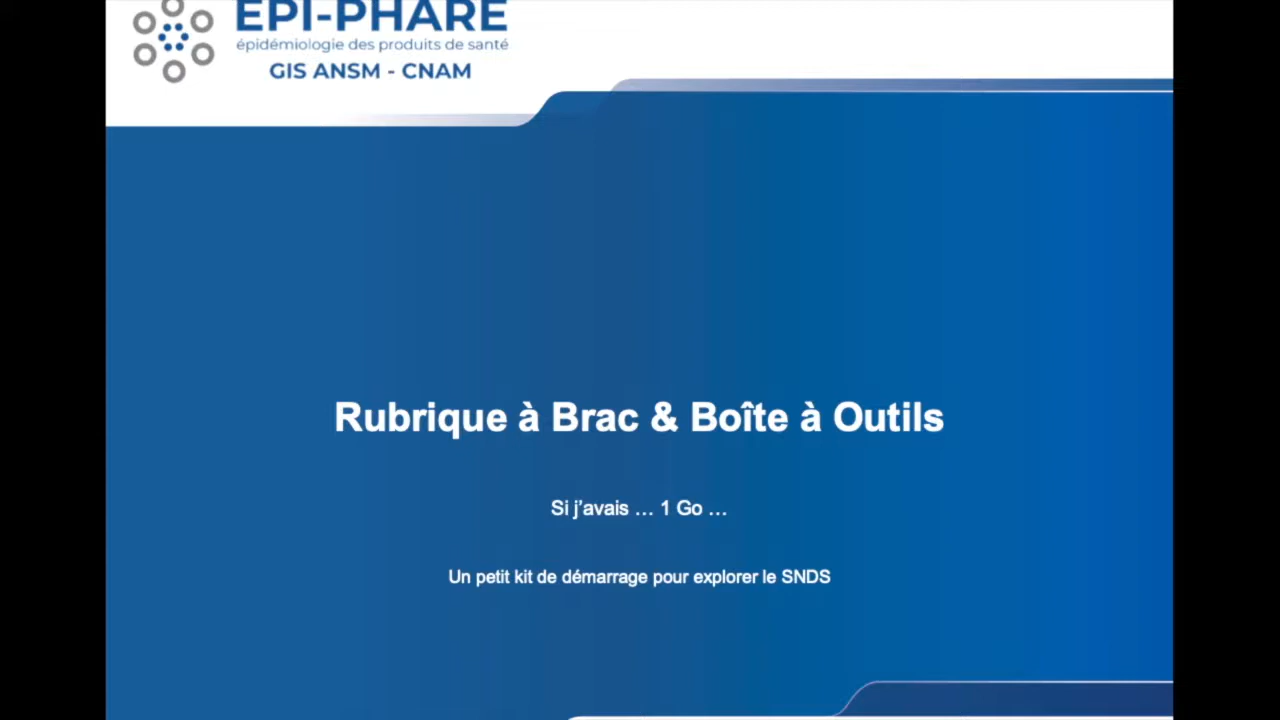 EPI-PHARE
épidémiologie des produits de santé
GIS ANSM - CNAM
Rubrique à Brac & Boîte à Outils
Si j’avais … 1 Go …
Un petit kit de démarrage pour explorer le SNDS